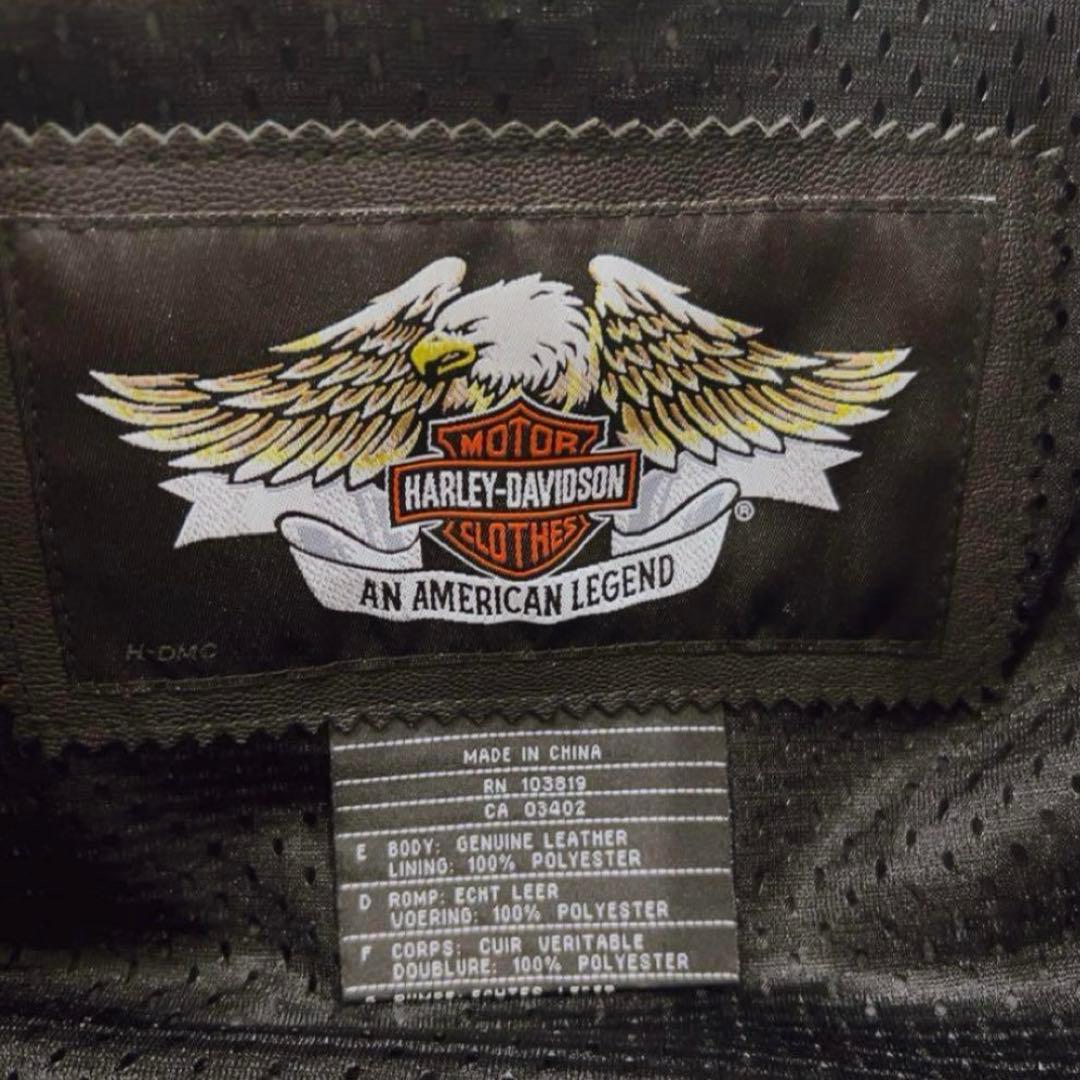 MOTOR
HARLEY-DAVIDSON
CLOTHES
®
AN AMERICAN LEGEND
H-DMC
MADE IN CHINA
RN 103819
CA 03402
E BODY: GENUINE LEATHER
LINING: 100% POLYESTER
D ROMP: ECHT LEER
VOERING: 100% POLYESTER
F CORPS: CUIR VERITABLE
DOUBLURE: 100% POLYESTER